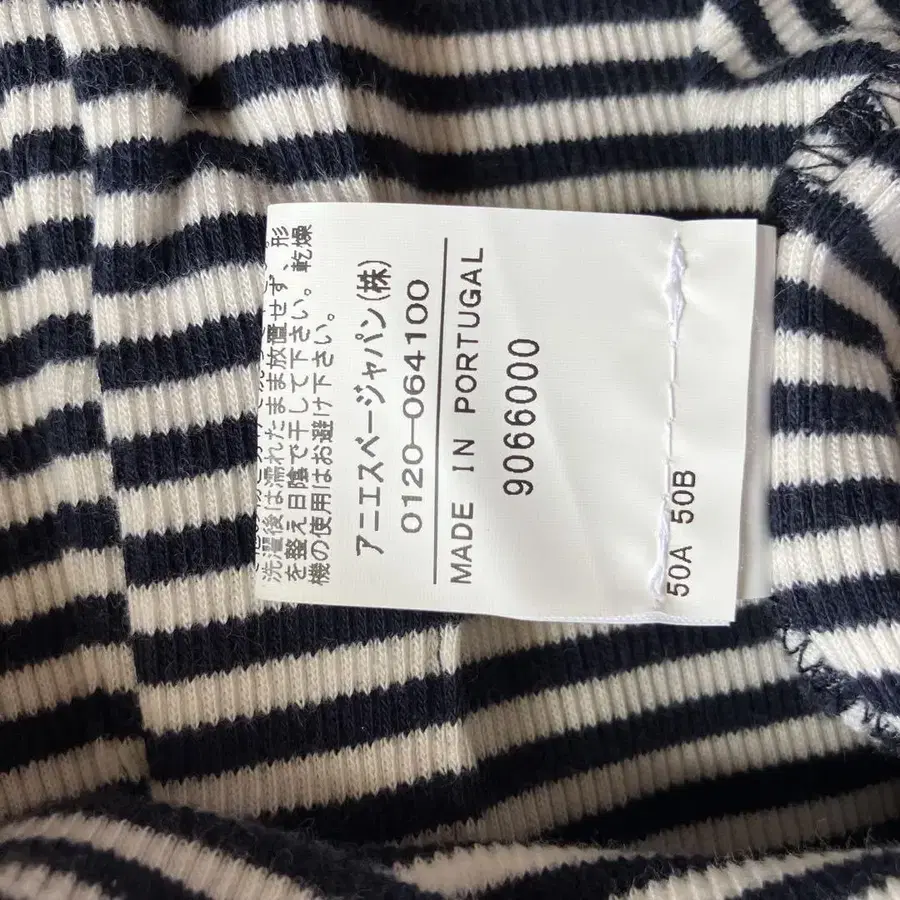 洗濯後は濡れたまま放置せず、形
を整え日陰で干して下さい。乾燥
機の使用はお避け下さい。
アニエスベージャパン(株)
0120-064100
MADE IN PORTUGAL
9066000
50A 50B